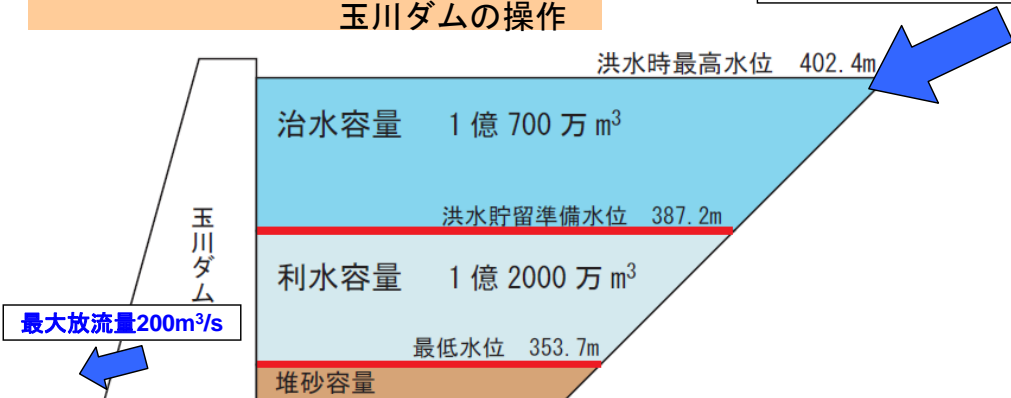 玉川ダムの操作
洪水時最高水位 402.4m
治水容量 1億700万m³
洪水貯留準備水位 387.2m
玉川ダム
利水容量 1億2000万m³
最大放流量200m³/s
最低水位 353.7m
堆砂容量